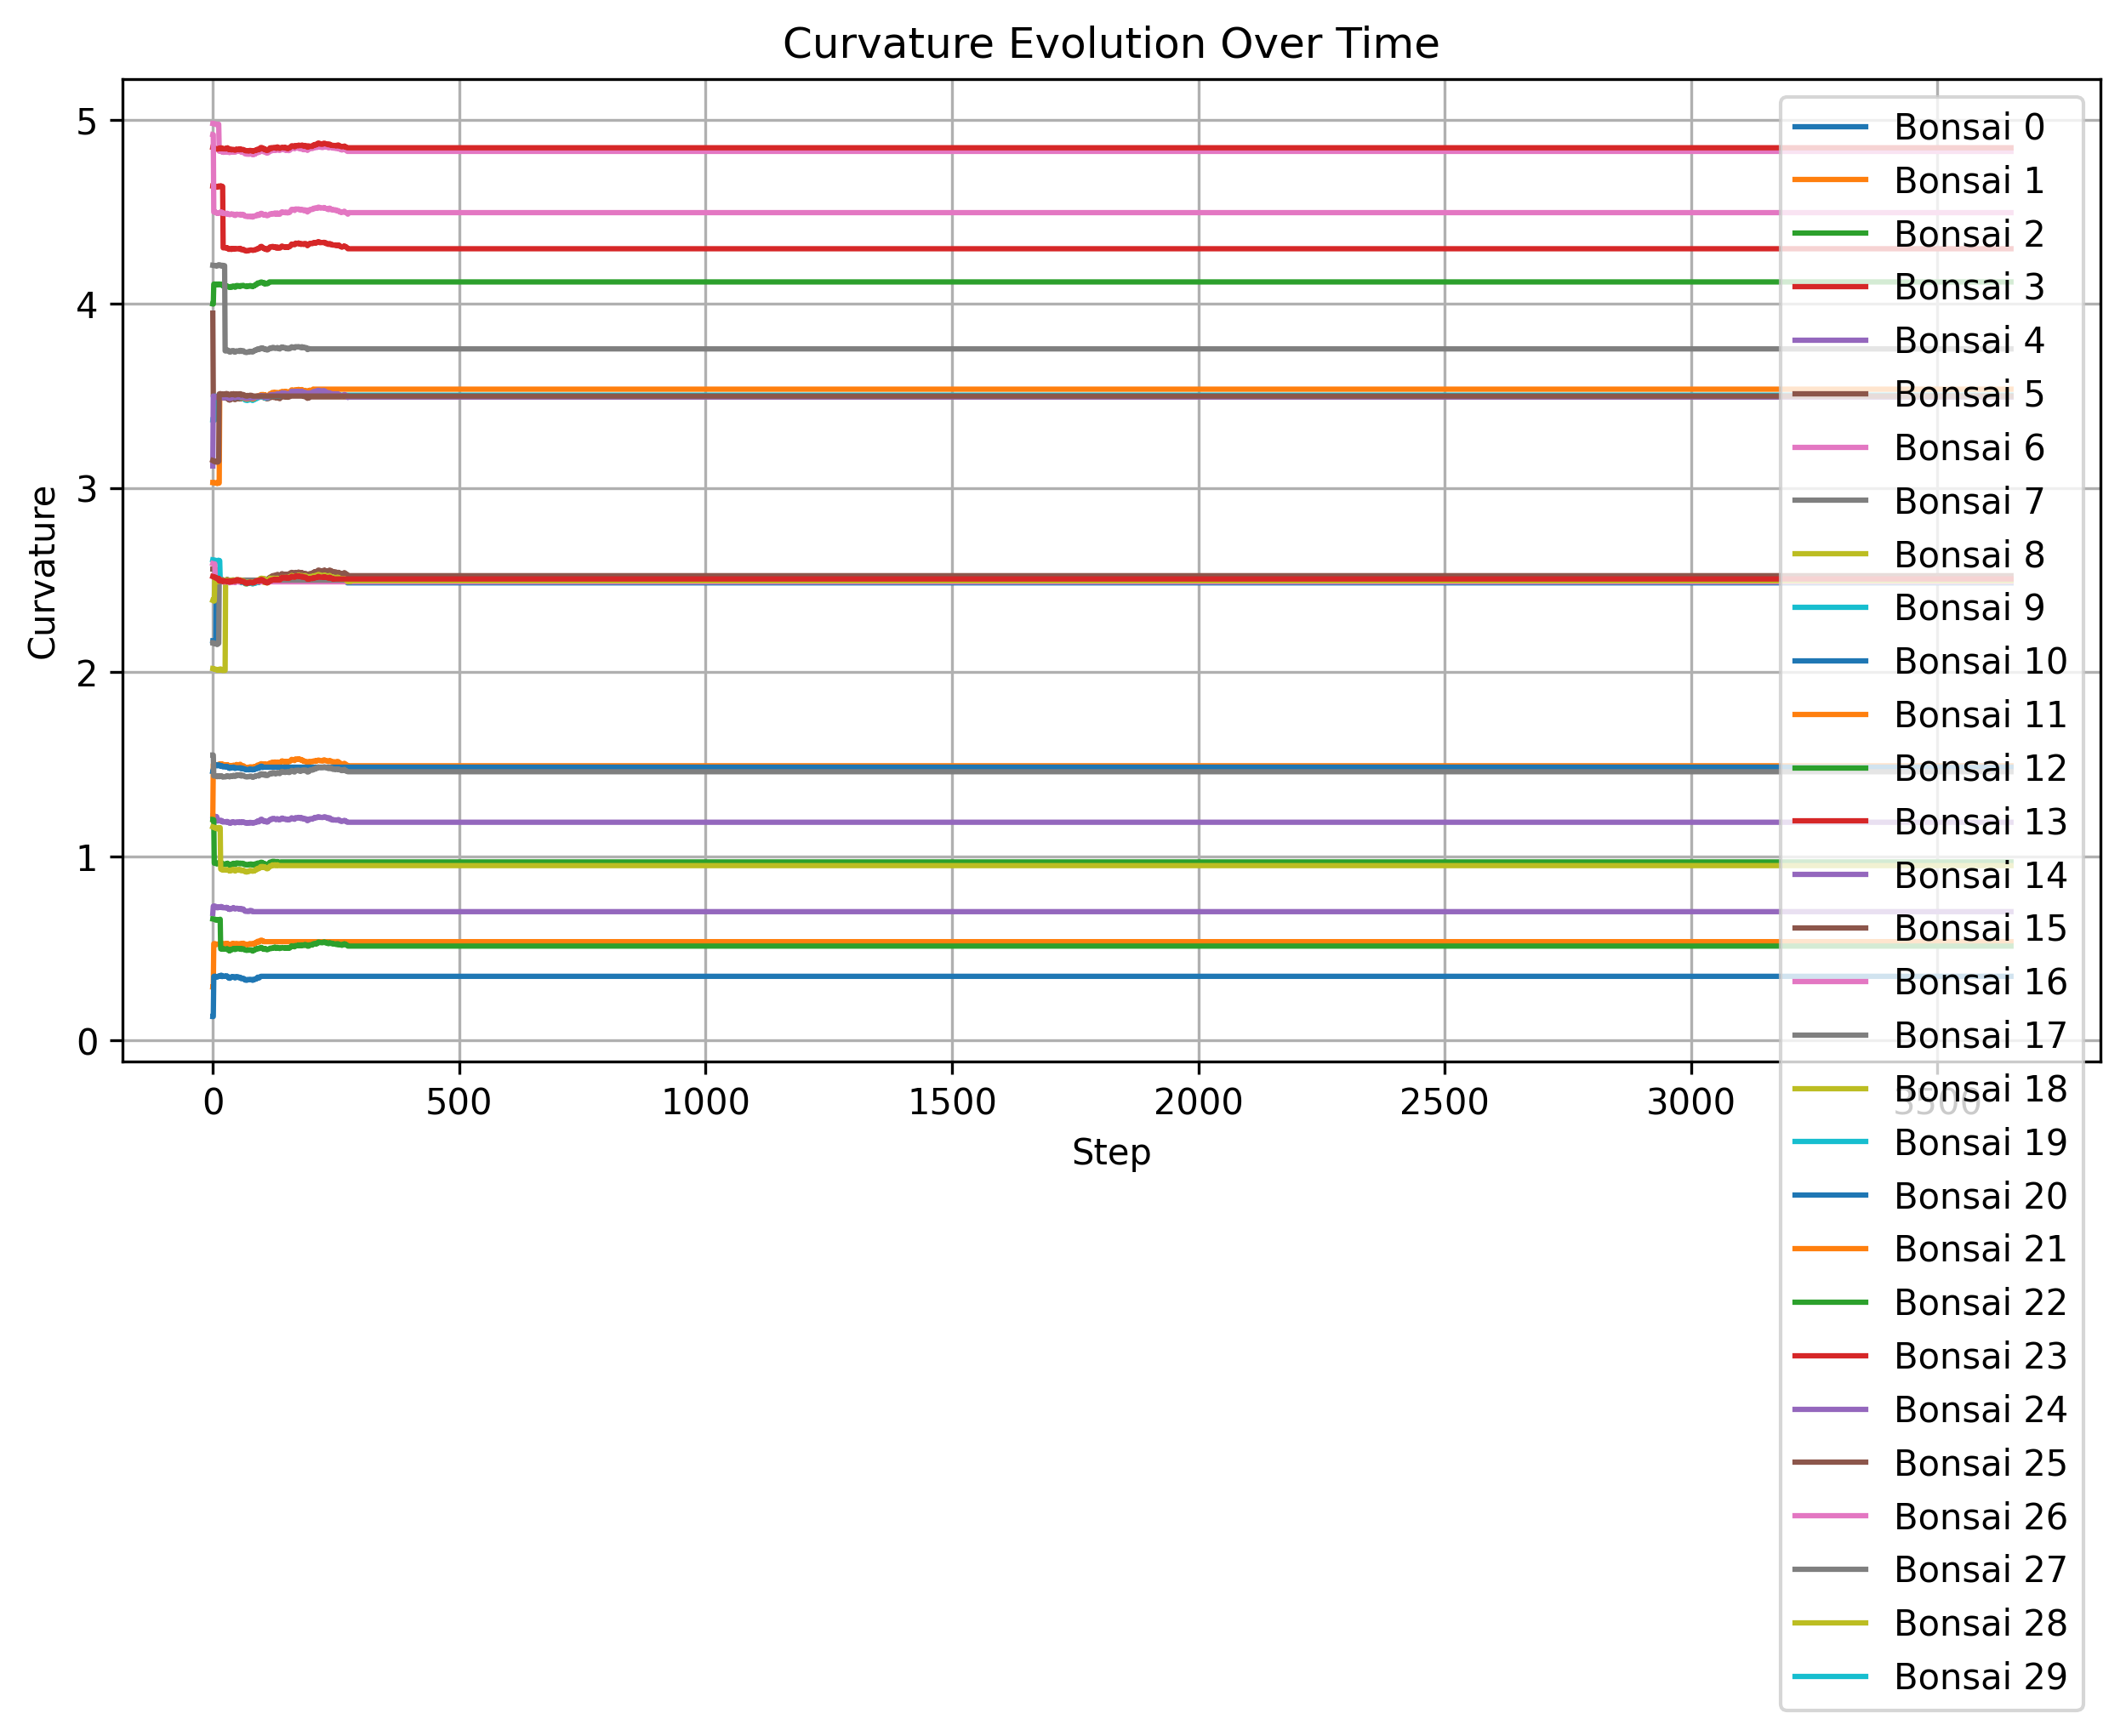 Curvature Evolution Over Time
Curvature
5
4
3
2
1
0
0 500 1000 1500 2000 2500 3000 3500
Step
Bonsai 0
Bonsai 1
Bonsai 2
Bonsai 3
Bonsai 4
Bonsai 5
Bonsai 6
Bonsai 7
Bonsai 8
Bonsai 9
Bonsai 10
Bonsai 11
Bonsai 12
Bonsai 13
Bonsai 14
Bonsai 15
Bonsai 16
Bonsai 17
Bonsai 18
Bonsai 19
Bonsai 20
Bonsai 21
Bonsai 22
Bonsai 23
Bonsai 24
Bonsai 25
Bonsai 26
Bonsai 27
Bonsai 28
Bonsai 29